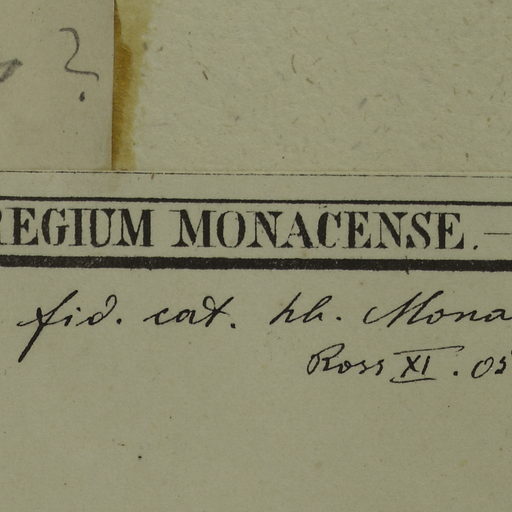 ?
REGIUM MONACENSE.—
fid. cat. hb. Mona
Ross XI. 05